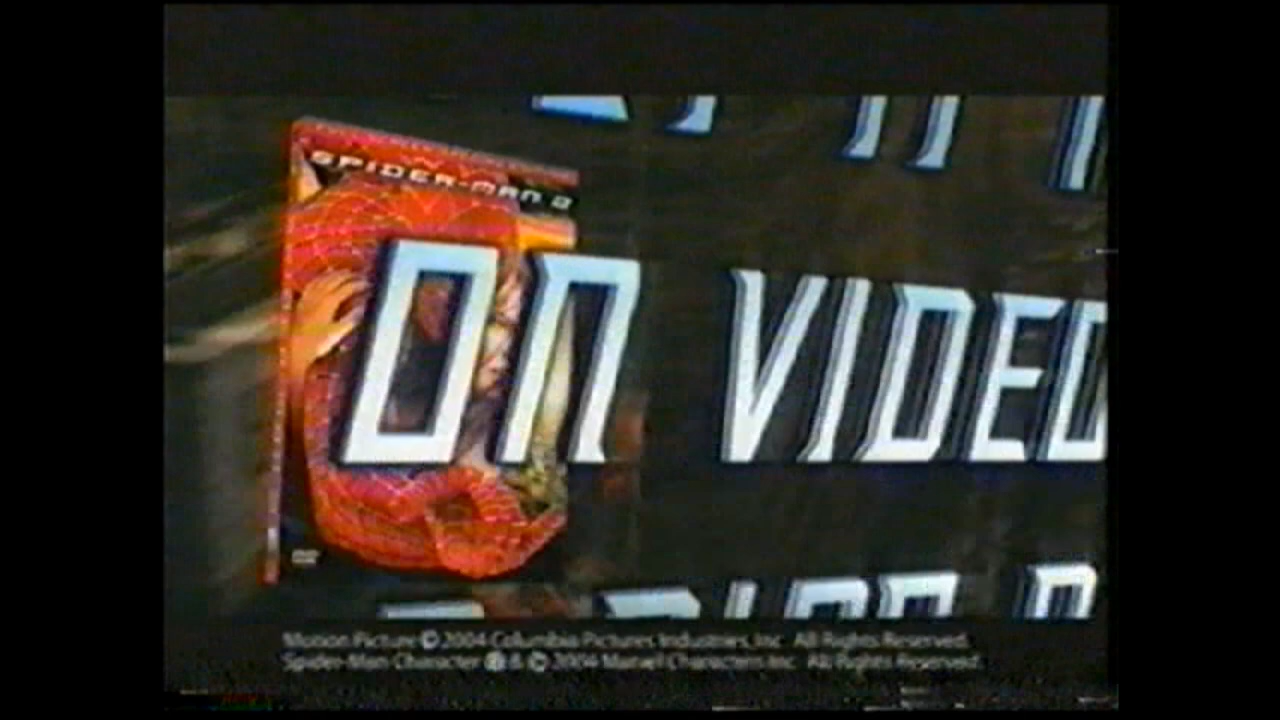 SPIDER-MAN 2
ON VIDEO
Motion Picture © 2004 Columbia Pictures Industries, Inc. All Rights Reserved.
Spider-Man Character ® & © 2004 Marvel Characters Inc. All Rights Reserved.